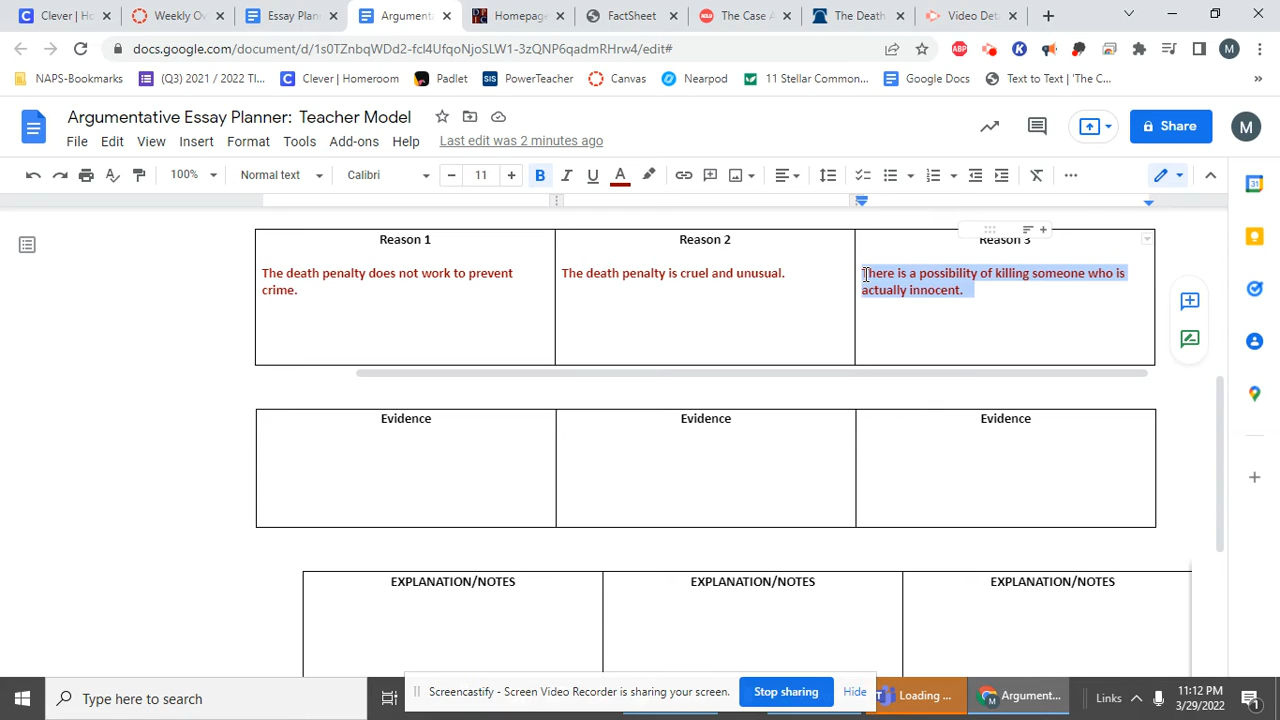 Clever | Ho
Weekly C
Essay Plann
Argumentat
Homepag
FactSheet
The Case A
The Death
Video Det
docs.google.com/document/d/1s0TZnbqWDd2-fcI4UfqoNjoSLW1-3zQNP6qadmRHrw4/edit#
NAPS-Bookmarks
(Q3) 2021 / 2022 Tl...
Clever | Homeroom
Padlet
SIS PowerTeacher
Canvas
Nearpod
11 Stellar Common...
Google Docs
Text to Text | 'The C...
M
Argumentative Essay Planner: Teacher Model
File Edit View Insert Format Tools Add-ons Help
Last edit was 2 minutes ago
Share
M
100% Normal text Calibri 11 B I U A
31
Reason 1
Reason 2
Reason 3
The death penalty does not work to prevent
crime.
The death penalty is cruel and unusual.
There is a possibility of killing someone who is
actually innocent.
Evidence
Evidence
Evidence
EXPLANATION/NOTES
EXPLANATION/NOTES
EXPLANATION/NOTES
Screencastify - Screen Video Recorder is sharing your screen.
Stop sharing
Hide
Type here to search
Loading ...
Argument...
Links
11:12 PM
3/29/2022
1